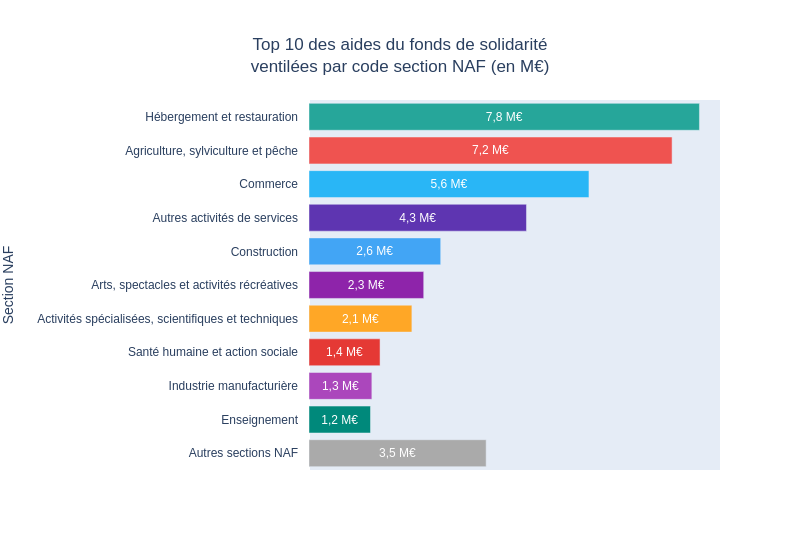 Top 10 des aides du fonds de solidarité
ventilées par code section NAF (en M€)
Section NAF
Hébergement et restauration 7,8 M€
Agriculture, sylviculture et pêche 7,2 M€
Commerce 5,6 M€
Autres activités de services 4,3 M€
Construction 2,6 M€
Arts, spectacles et activités récréatives 2,3 M€
Activités spécialisées, scientifiques et techniques 2,1 M€
Santé humaine et action sociale 1,4 M€
Industrie manufacturière 1,3 M€
Enseignement 1,2 M€
Autres sections NAF 3,5 M€